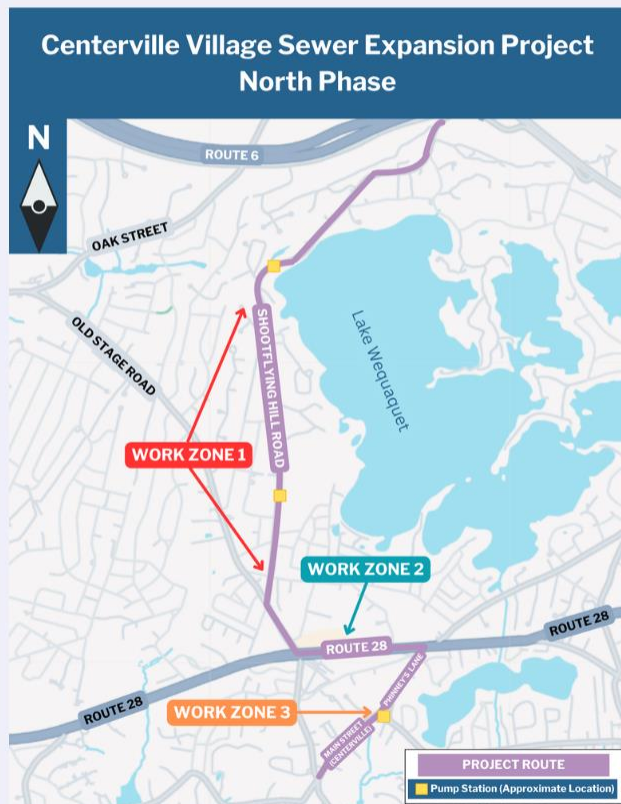 Centerville Village Sewer Expansion Project
North Phase
N
ROUTE 6
OAK STREET
OLD STAGE ROAD
SHOOTFLYING HILL ROAD
Lake Wequaquet
WORK ZONE 1
WORK ZONE 2
ROUTE 28
ROUTE 28
ROUTE 28
PHINNEY'S LANE
WORK ZONE 3
MAIN STREET
(CENTERVILLE)
PROJECT ROUTE
Pump Station (Approximate Location)